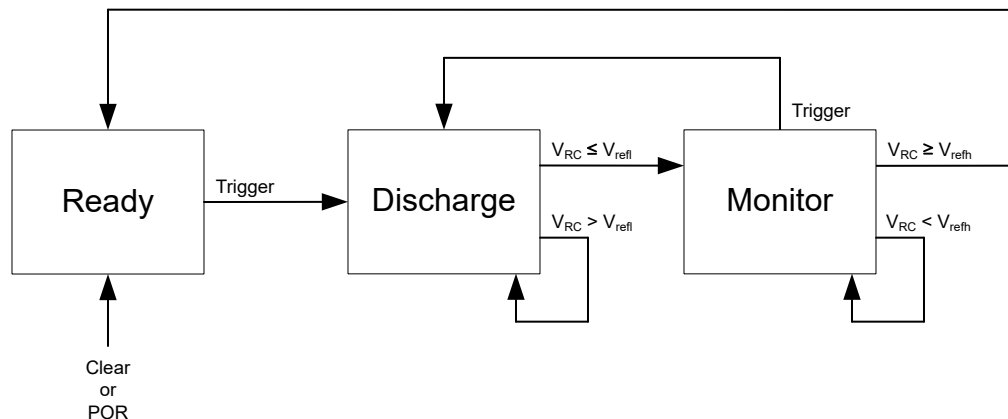 Trigger
V_RC ≤ V_refl
V_RC ≥ V_refh
Ready
Trigger
Discharge
Monitor
V_RC > V_refl
V_RC < V_refh
Clear
or
POR